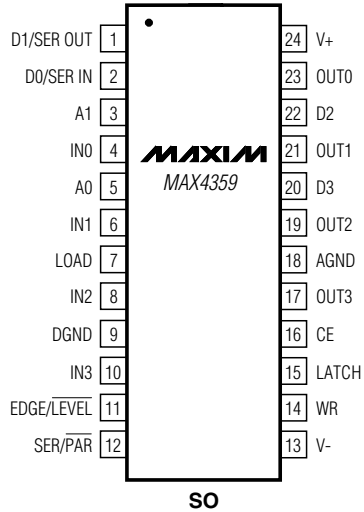 D1/SER OUT 1
D0/SER IN 2
A1 3
IN0 4
A0 5
IN1 6
LOAD 7
IN2 8
DGND 9
IN3 10
EDGE/L̅E̅V̅E̅L̅ 11
SER/P̅A̅R̅ 12
MAXIM
MAX4359
24 V+
23 OUT0
22 D2
21 OUT1
20 D3
19 OUT2
18 AGND
17 OUT3
16 CE
15 LATCH
14 WR
13 V-
SO